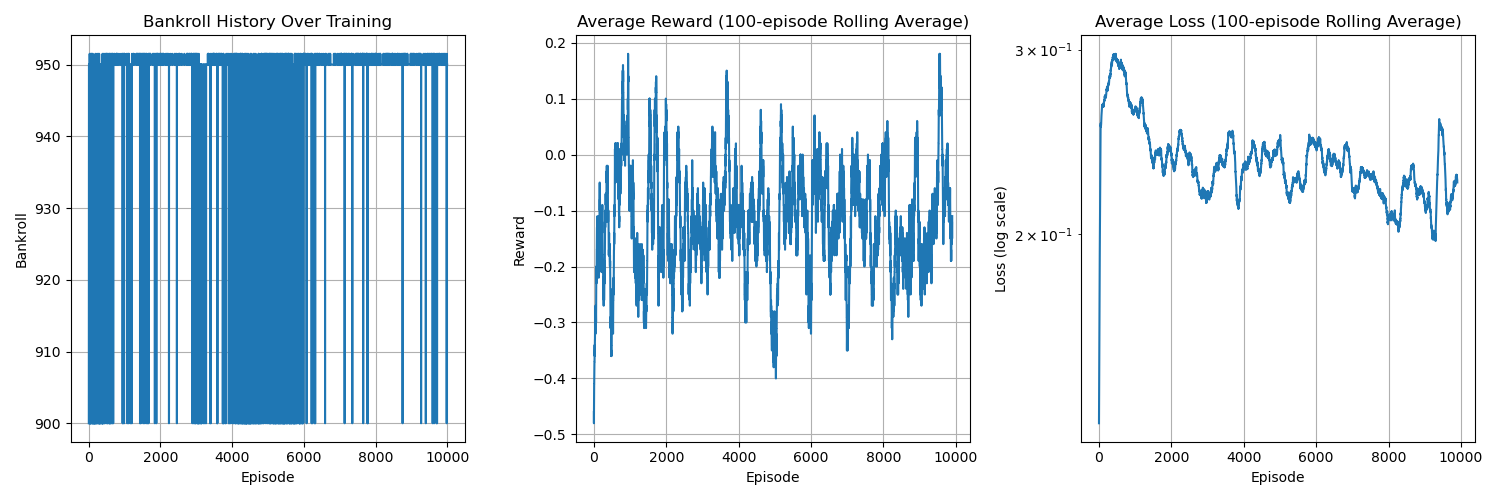 Bankroll History Over Training
950
940
930
920
910
900
Bankroll
0 2000 4000 6000 8000 10000
Episode
Average Reward (100-episode Rolling Average)
0.2
0.1
0.0
−0.1
−0.2
−0.3
−0.4
−0.5
Reward
0 2000 4000 6000 8000 10000
Episode
Average Loss (100-episode Rolling Average)
3 × 10⁻¹
2 × 10⁻¹
Loss (log scale)
0 2000 4000 6000 8000 10000
Episode